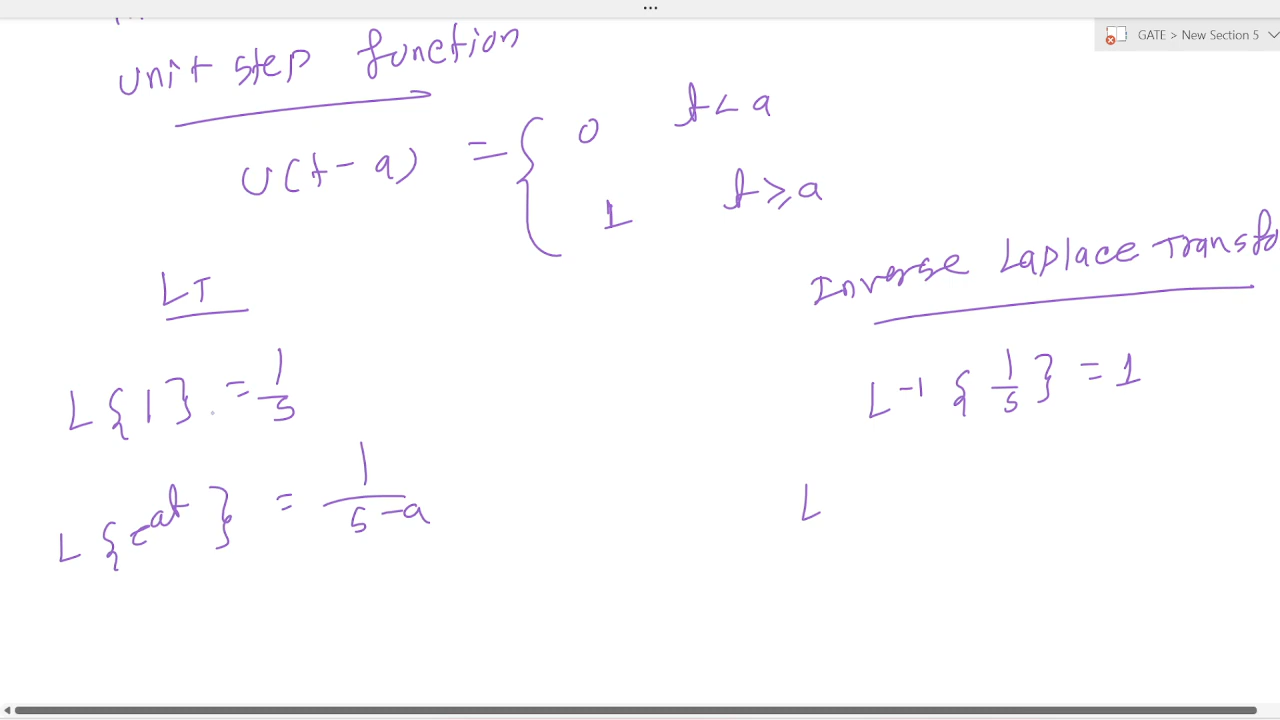 GATE > New Section 5
Unit step function
U(t-a) = { 0 t < a
1 t ≥ a
Inverse Laplace Transfo
LT
L{1} = 1/s
L-1 { 1/s } = 1
L{e^at} = 1/s-a
L